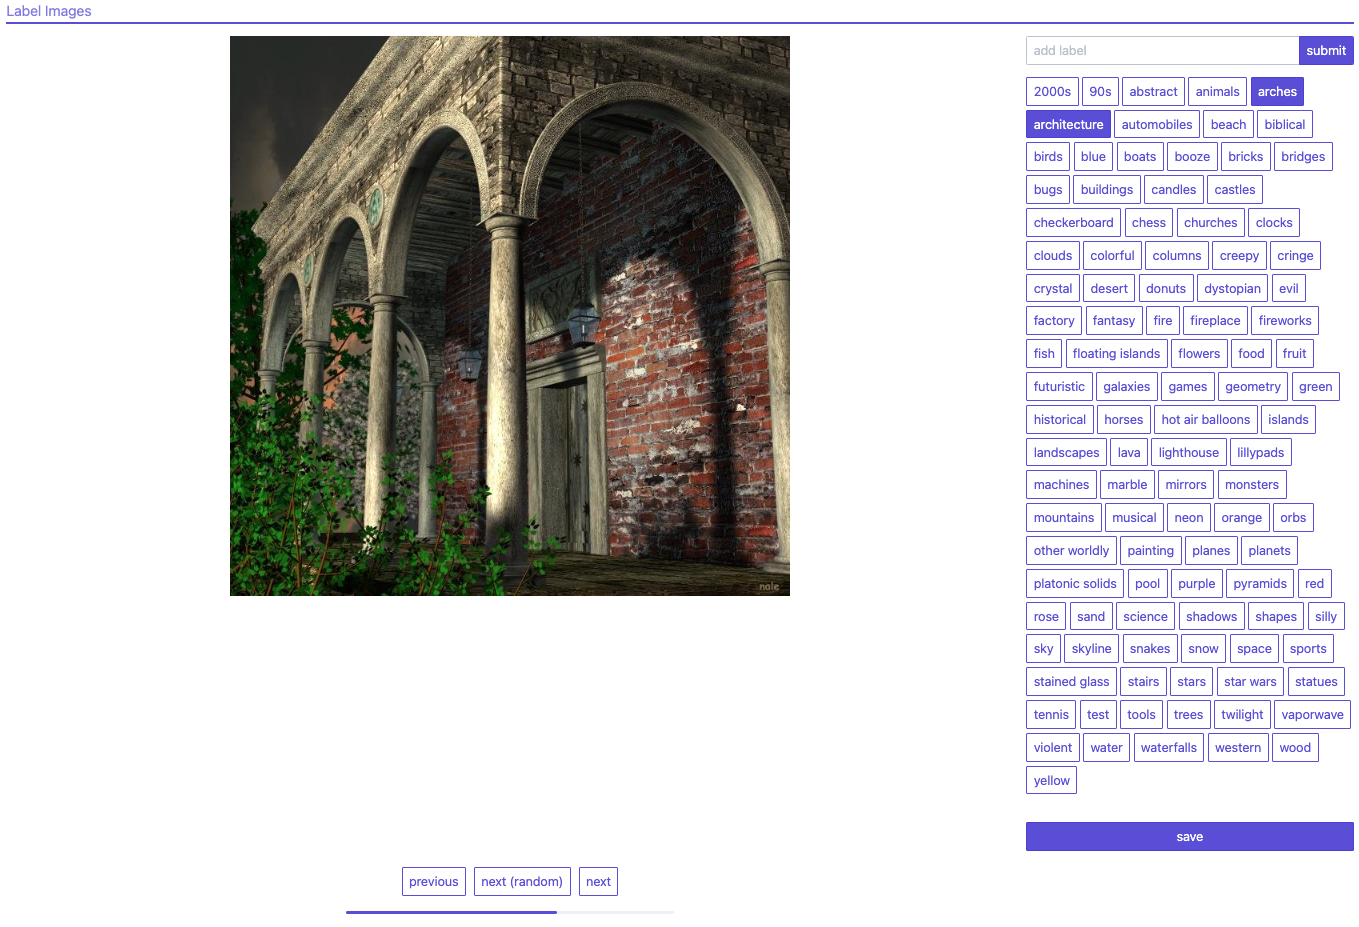 Label Images
add label submit
2000s 90s abstract animals arches
architecture automobiles beach biblical
birds blue boats booze bricks bridges
bugs buildings candles castles
checkerboard chess churches clocks
clouds colorful columns creepy cringe
crystal desert donuts dystopian evil
factory fantasy fire fireplace fireworks
fish floating islands flowers food fruit
futuristic galaxies games geometry green
historical horses hot air balloons islands
landscapes lava lighthouse lillypads
machines marble mirrors monsters
mountains musical neon orange orbs
other worldly painting planes planets
platonic solids pool purple pyramids red
rose sand science shadows shapes silly
sky skyline snakes snow space sports
stained glass stairs stars star wars statues
tennis test tools trees twilight vaporwave
violent water waterfalls western wood
yellow
save
previous next (random) next